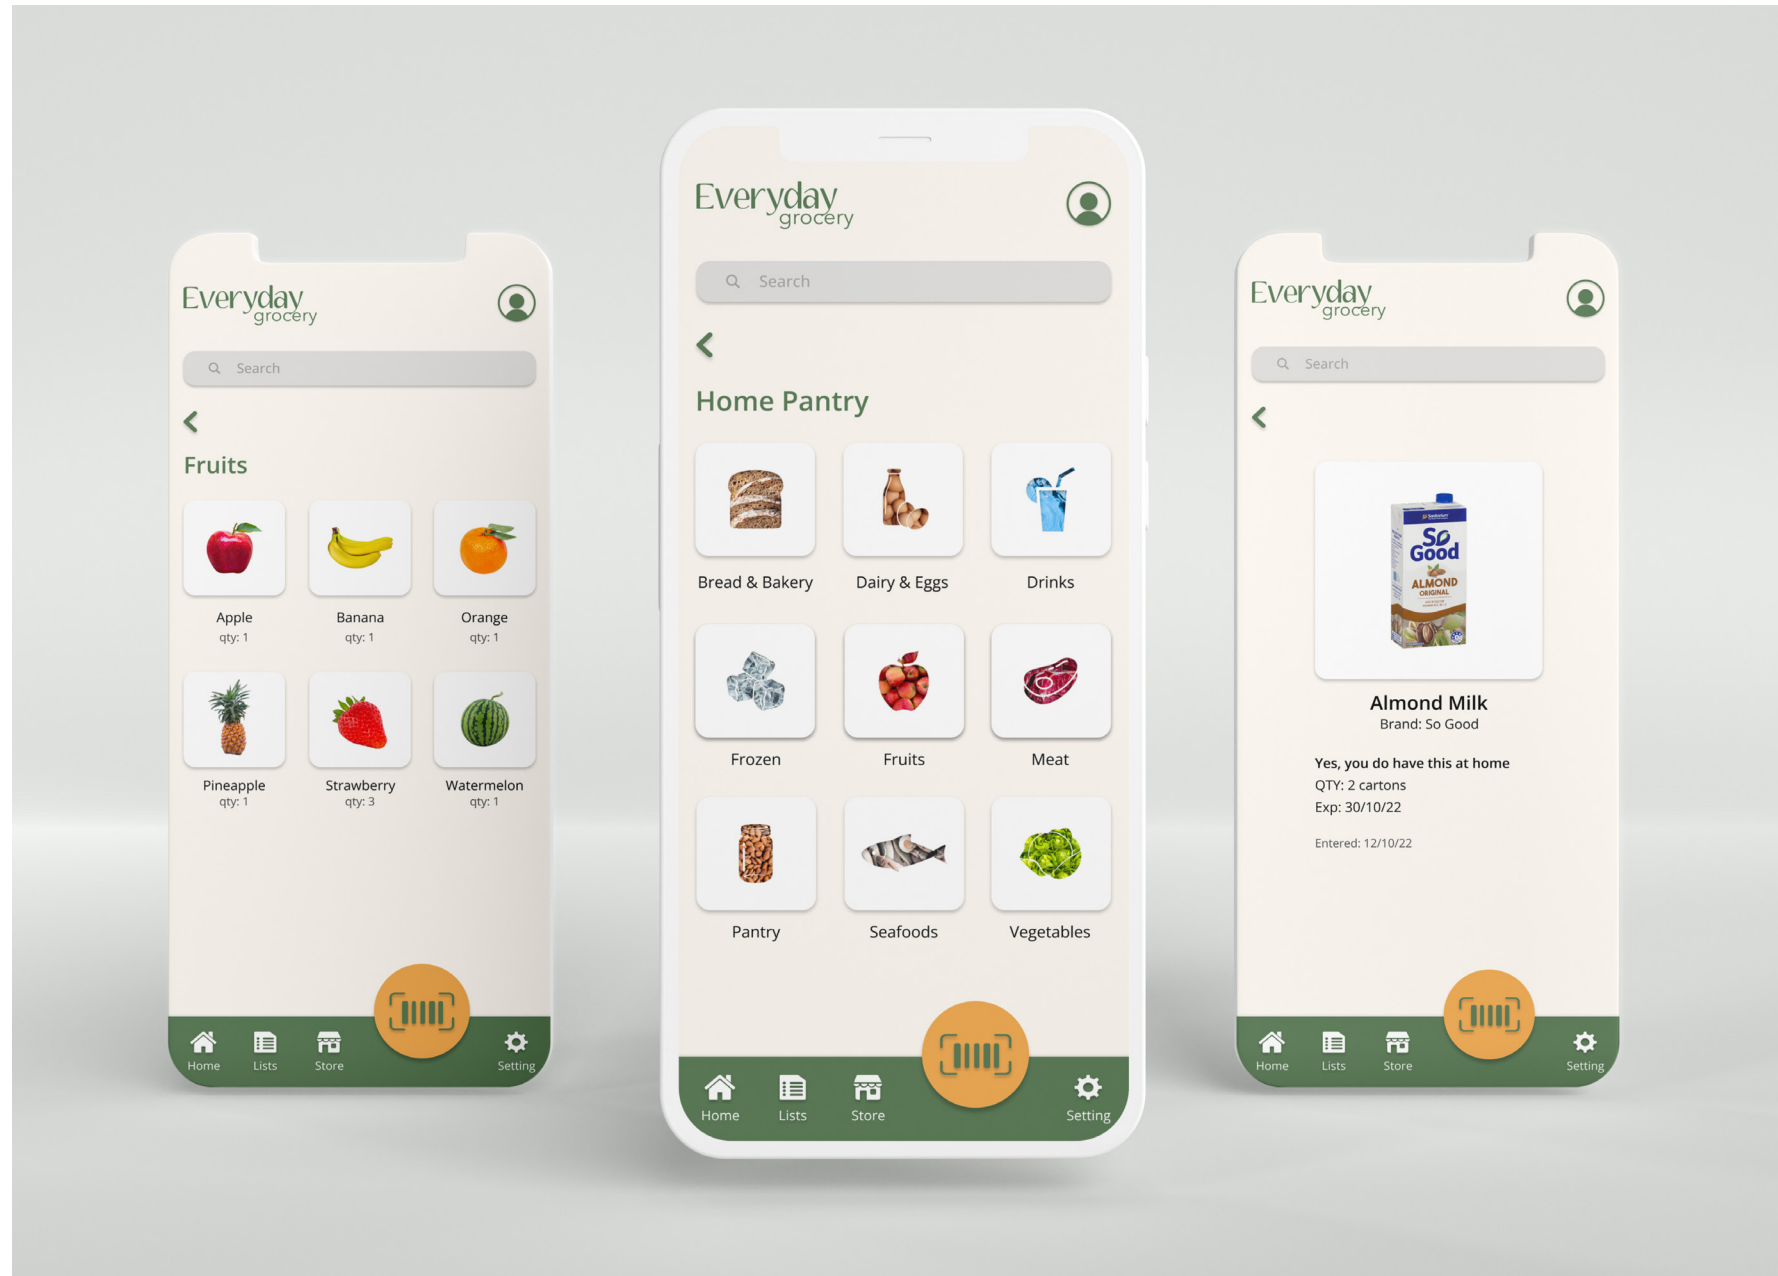 Everyday
grocery
Search
Fruits
Apple
qty: 1
Banana
qty: 1
Orange
qty: 1
Pineapple
qty: 1
Strawberry
qty: 3
Watermelon
qty: 1
Home
Lists
Store
Setting
Everyday
grocery
Search
Home Pantry
Bread & Bakery
Dairy & Eggs
Drinks
Frozen
Fruits
Meat
Pantry
Seafoods
Vegetables
Home
Lists
Store
Setting
Everyday
grocery
Search
Sanitarium
So
Good
ALMOND
ORIGINAL
Almond Milk
Brand: So Good
Yes, you do have this at home
QTY: 2 cartons
Exp: 30/10/22
Entered: 12/10/22
Home
Lists
Store
Setting